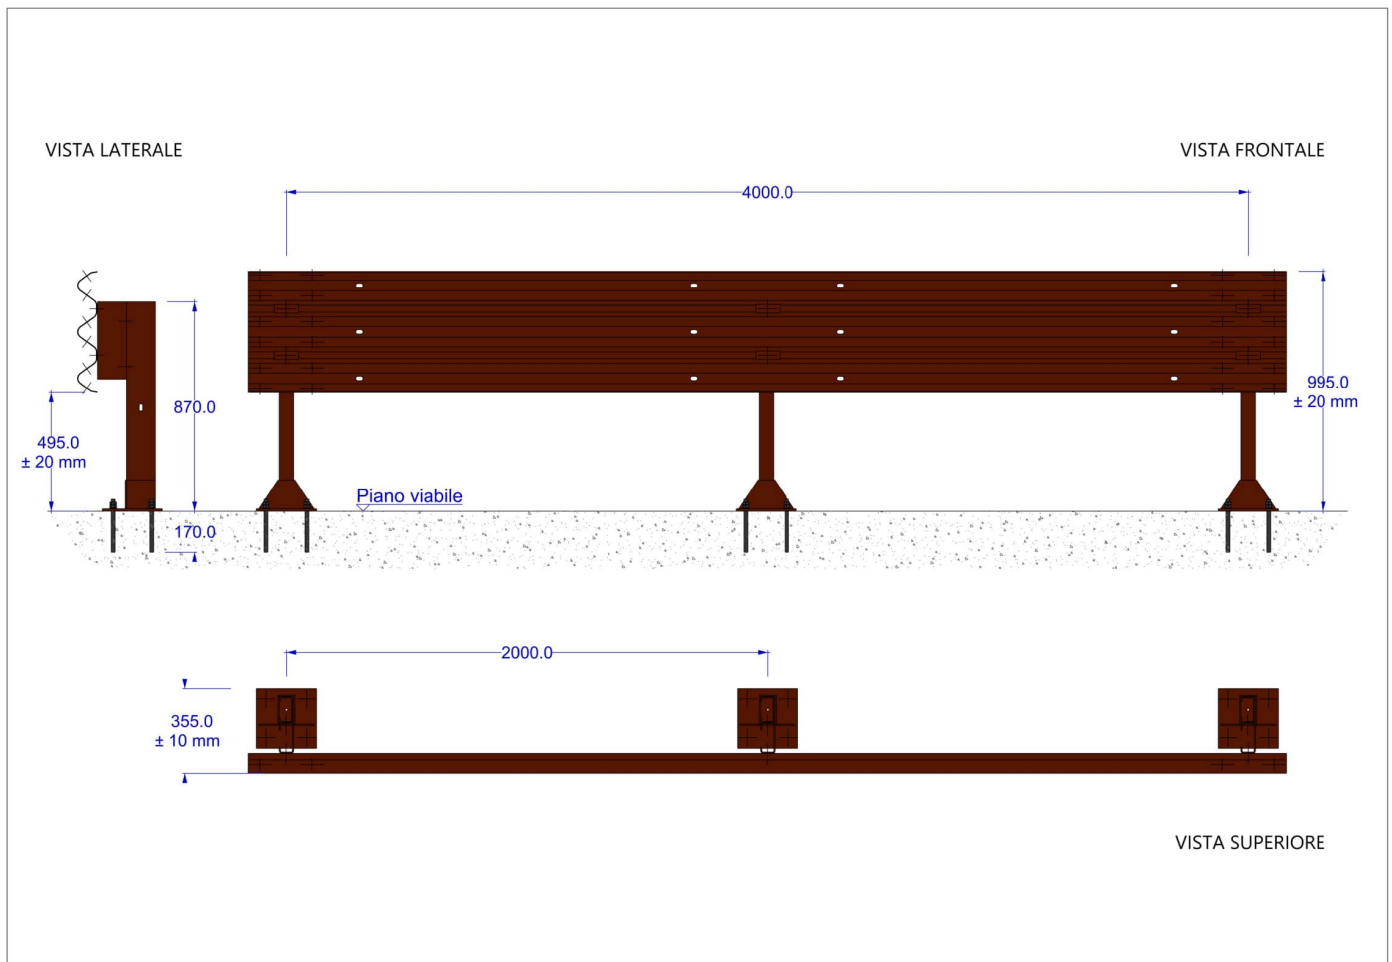 VISTA LATERALE
VISTA FRONTALE
4000.0
870.0
495.0
± 20 mm
995.0
± 20 mm
Piano viabile
170.0
2000.0
355.0
± 10 mm
VISTA SUPERIORE